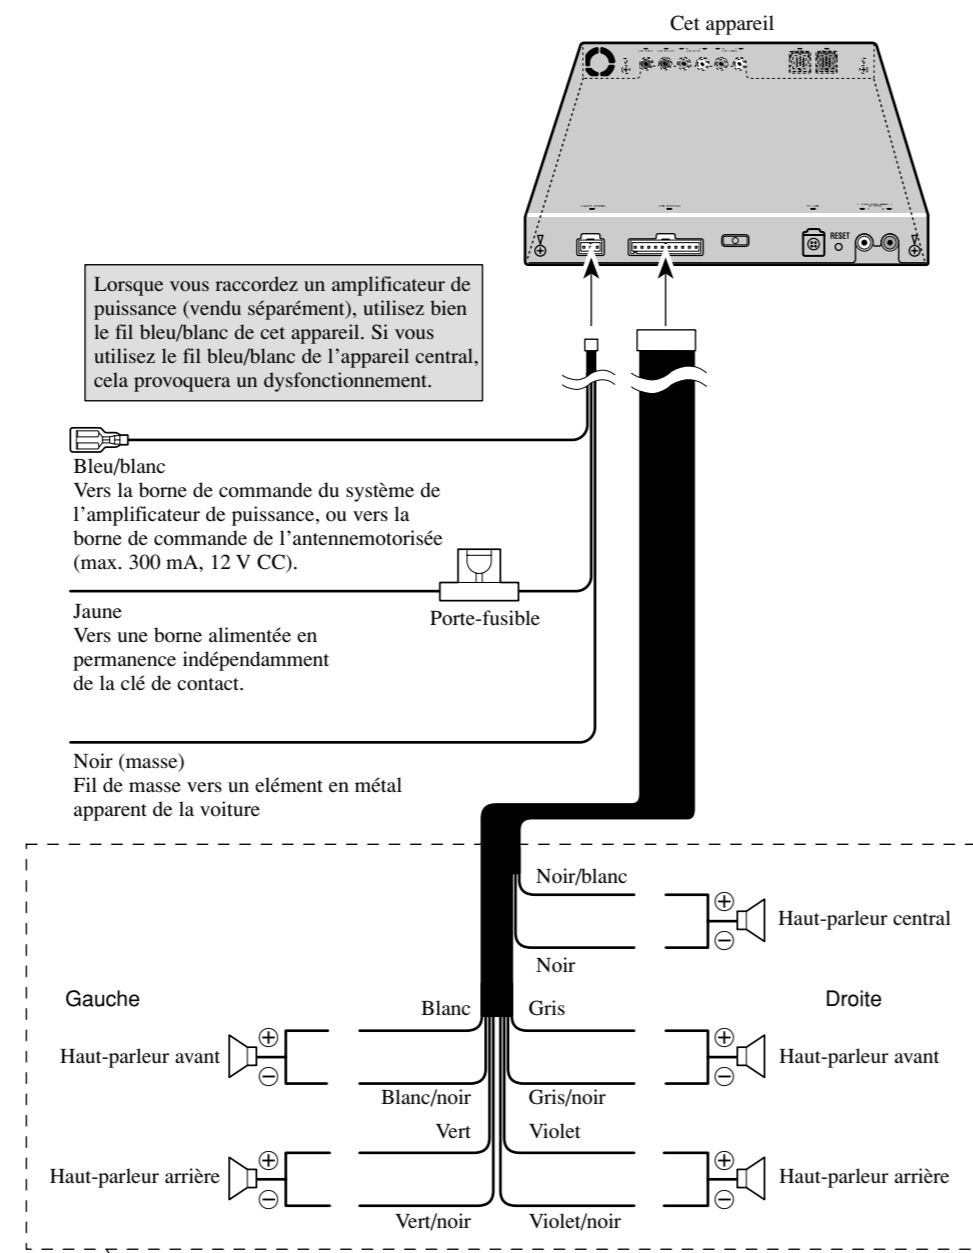 Cet appareil
RESET
Lorsque vous raccordez un amplificateur de
puissance (vendu séparément), utilisez bien
le fil bleu/blanc de cet appareil. Si vous
utilisez le fil bleu/blanc de l'appareil central,
cela provoquera un dysfonctionnement.
Bleu/blanc
Vers la borne de commande du système de
l'amplificateur de puissance, ou vers la
borne de commande de l'antennemotorisée
(max. 300 mA, 12 V CC).
Porte-fusible
Jaune
Vers une borne alimentée en
permanence indépendamment
de la clé de contact.
Noir (masse)
Fil de masse vers un elément en métal
apparent de la voiture
Noir/blanc
⊕
Haut-parleur central
⊖
Noir
Gauche
Droite
Blanc
Gris
⊕
⊕
Haut-parleur avant
Haut-parleur avant
⊖
⊖
Blanc/noir
Gris/noir
Vert
Violet
⊕
⊕
Haut-parleur arrière
Haut-parleur arrière
⊖
⊖
Vert/noir
Violet/noir